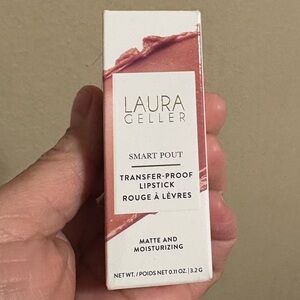 LAURA
GELLER
SMART POUT
TRANSFER-PROOF
LIPSTICK
ROUGE À LÈVRES
MATTE AND
MOISTURIZING
NET WT. / POIDS NET 0.11 OZ. | 3.2 G